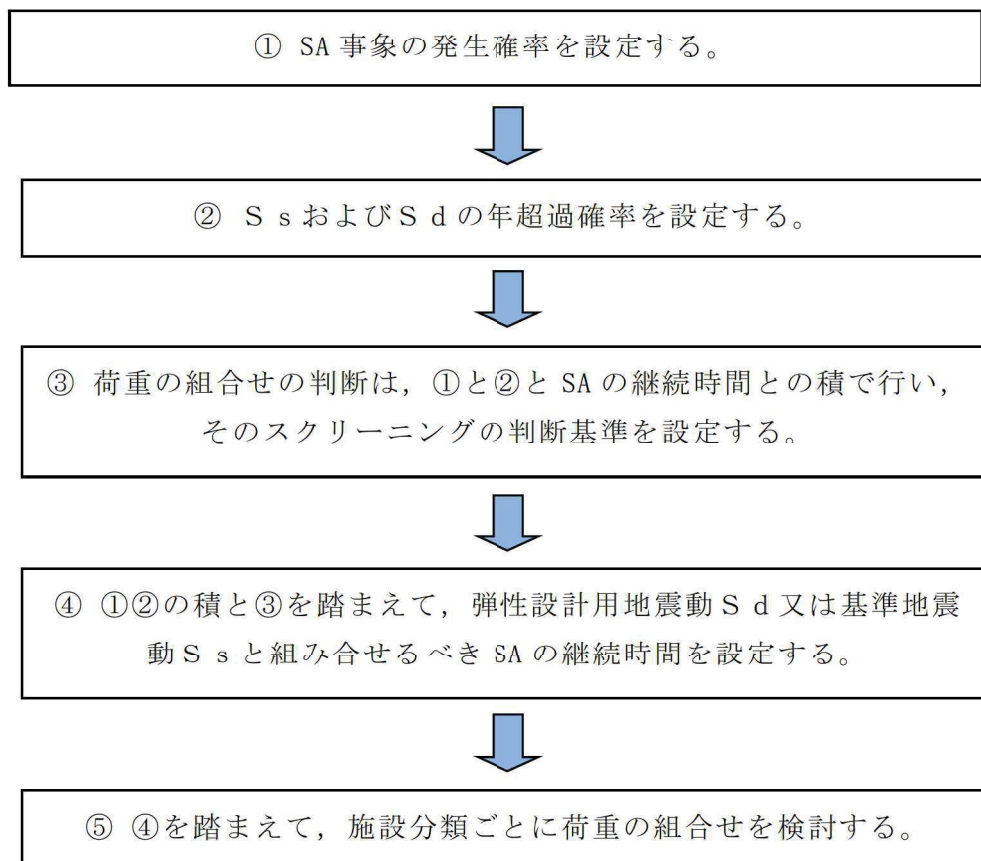 ① SA 事象の発生確率を設定する。
② Ｓｓおよび Ｓｄの年超過確率を設定する。
③ 荷重の組合せの判断は，①と②と SA の継続時間との積で行い，
そのスクリーニングの判断基準を設定する。
④ ①②の積と③を踏まえて，弾性設計用地震動Ｓｄ又は基準地震
動Ｓｓと組み合せるべき SA の継続時間を設定する。
⑤ ④を踏まえて，施設分類ごとに荷重の組合せを検討する。